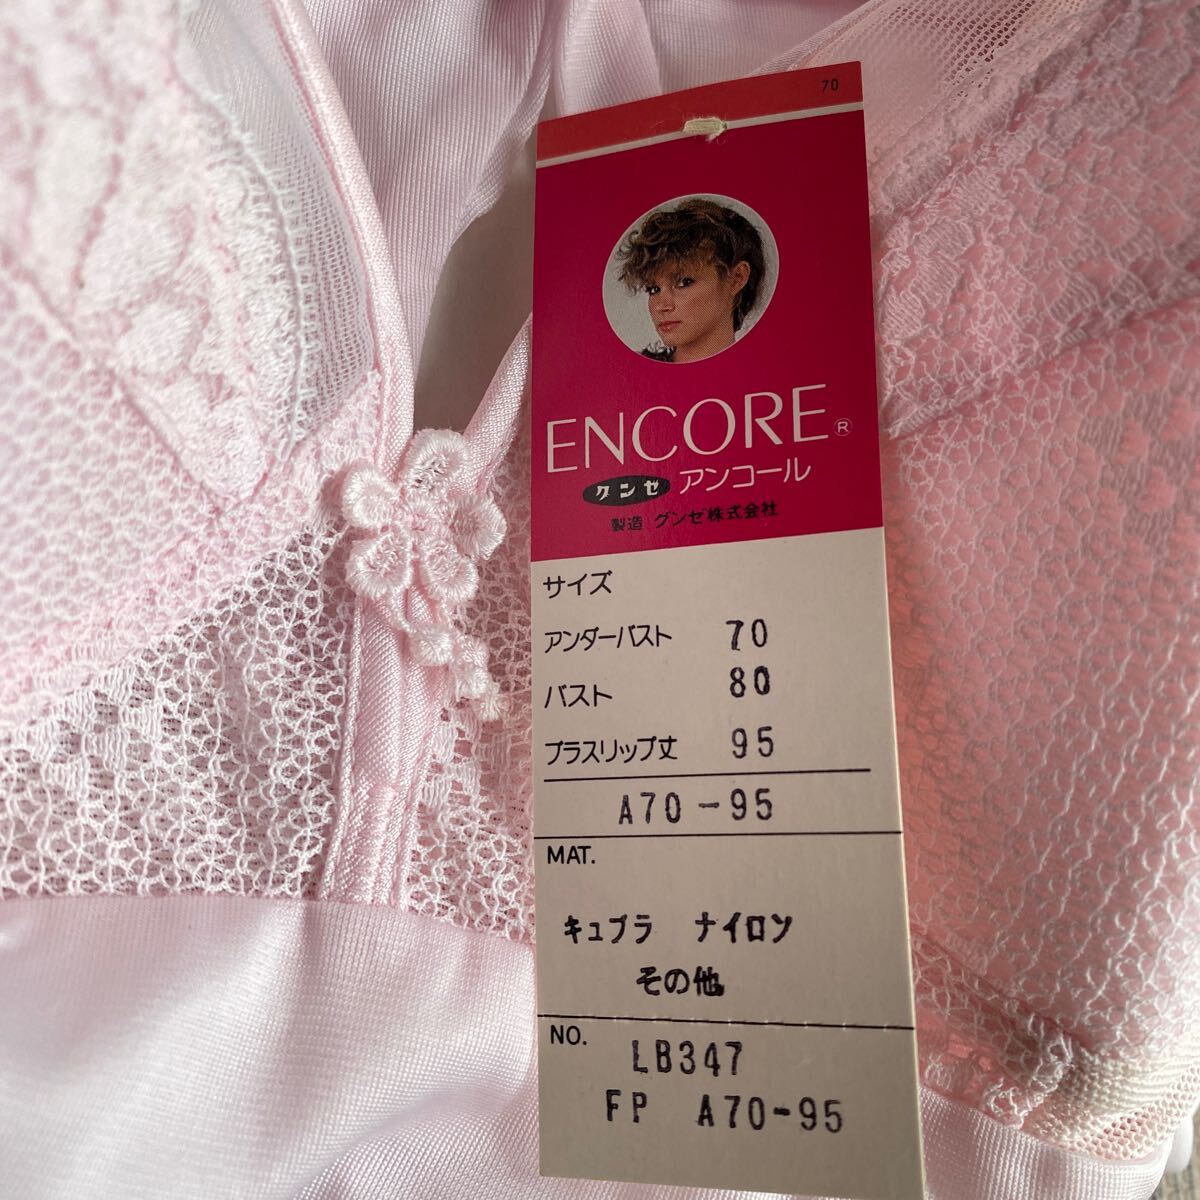 70
ENCORE®
グンゼ アンコール
製造 グンゼ株式会社
サイズ
アンダーバスト 70
バスト 80
ブラスリップ丈 95
A70-95
MAT.
キュプラ ナイロン
その他
NO. LB347
FP A70-95